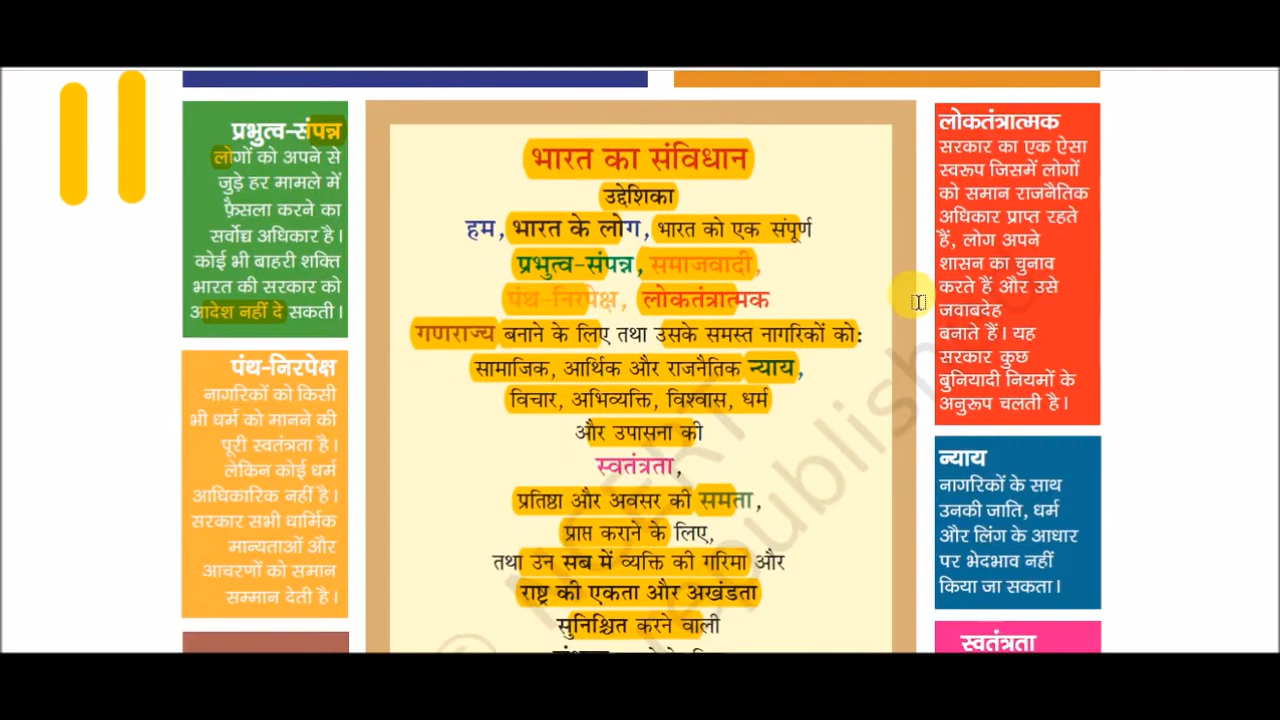 प्रभुत्व-संपन्न
लोगों को अपने से
जुड़े हर मामले में
फ़ैसला करने का
सर्वोच्च अधिकार है।
कोई भी बाहरी शक्ति
भारत की सरकार को
आदेश नहीं दे सकती।
पंथ-निरपेक्ष
नागरिकों को किसी
भी धर्म को मानने की
पूरी स्वतंत्रता है।
लेकिन कोई धर्म
आधिकारिक नहीं है।
सरकार सभी धार्मिक
मान्यताओं और
आचरणों को समान
सम्मान देती है।
भारत का संविधान
उद्देशिका
हम, भारत के लोग, भारत को एक संपूर्ण
प्रभुत्व-संपन्न, समाजवादी,
पंथ-निरपेक्ष, लोकतंत्रात्मक
गणराज्य बनाने के लिए तथा उसके समस्त नागरिकों को:
सामाजिक, आर्थिक और राजनैतिक न्याय,
विचार, अभिव्यक्ति, विश्वास, धर्म
और उपासना की
स्वतंत्रता,
प्रतिष्ठा और अवसर की समता,
प्राप्त कराने के लिए,
तथा उन सब में व्यक्ति की गरिमा और
राष्ट्र की एकता और अखंडता
सुनिश्चित करने वाली
लोकतंत्रात्मक
सरकार का एक ऐसा
स्वरूप जिसमें लोगों
को समान राजनैतिक
अधिकार प्राप्त रहते
हैं, लोग अपने
शासन का चुनाव
करते हैं और उसे
जवाबदेह
बनाते हैं। यह
सरकार कुछ
बुनियादी नियमों के
अनुरूप चलती है।
न्याय
नागरिकों के साथ
उनकी जाति, धर्म
और लिंग के आधार
पर भेदभाव नहीं
किया जा सकता।
स्वतंत्रता
© NCERT
republish